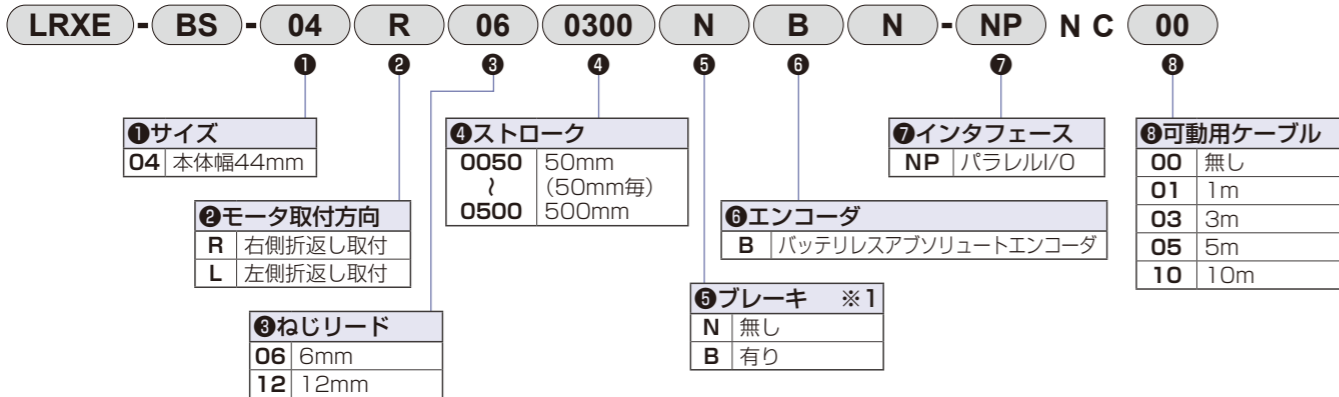 LRXE - BS - 04 R 06 0300 N B N - NP N C 00
❶ ❷ ❸ ❹ ❺ ❻ ❼ ❽
❶サイズ
04 本体幅44mm
❷モータ取付方向
R 右側折返し取付
L 左側折返し取付
❸ねじリード
06 6mm
12 12mm
❹ストローク
0050 50mm
～ (50mm毎)
0500 500mm
❺ブレーキ ※1
N 無し
B 有り
❻エンコーダ
B バッテリレスアブソリュートエンコーダ
❼インタフェース
NP パラレルI/O
❽可動用ケーブル
00 無し
01 1m
03 3m
05 5m
10 10m